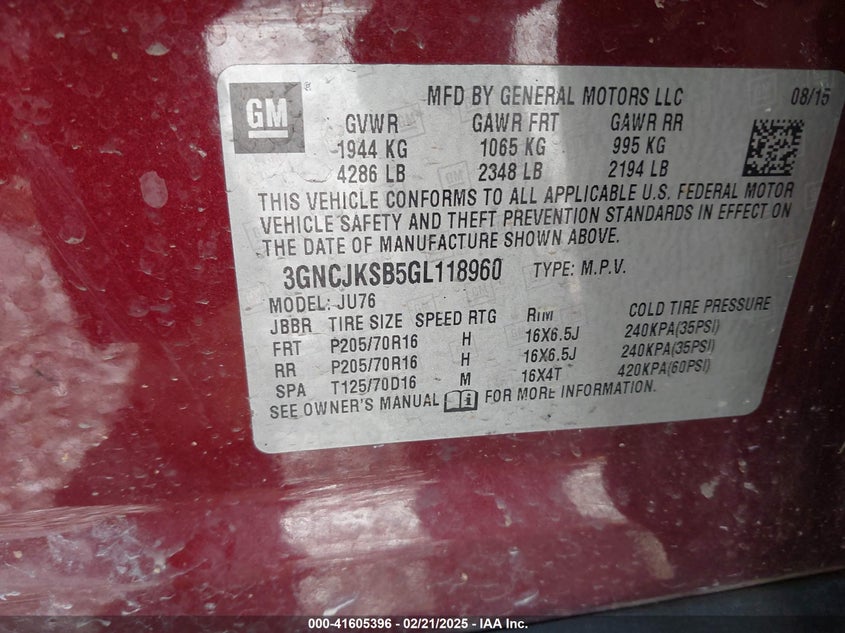 GM
MFD BY GENERAL MOTORS LLC 08/15
GVWR GAWR FRT GAWR RR
1944 KG 1065 KG 995 KG
4286 LB 2348 LB 2194 LB
THIS VEHICLE CONFORMS TO ALL APPLICABLE U.S. FEDERAL MOTOR
VEHICLE SAFETY AND THEFT PREVENTION STANDARDS IN EFFECT ON
THE DATE OF MANUFACTURE SHOWN ABOVE.
3GNCJKSB5GL118960 TYPE: M.P.V.
MODEL: JU76
JBBR TIRE SIZE SPEED RTG RIM COLD TIRE PRESSURE
FRT P205/70R16 H 16X6.5J 240KPA(35PSI)
RR P205/70R16 H 16X6.5J 240KPA(35PSI)
SPA T125/70D16 M 16X4T 420KPA(60PSI)
SEE OWNER'S MANUAL FOR MORE INFORMATION.
000-41605396 – 02/21/2025 – IAA Inc.